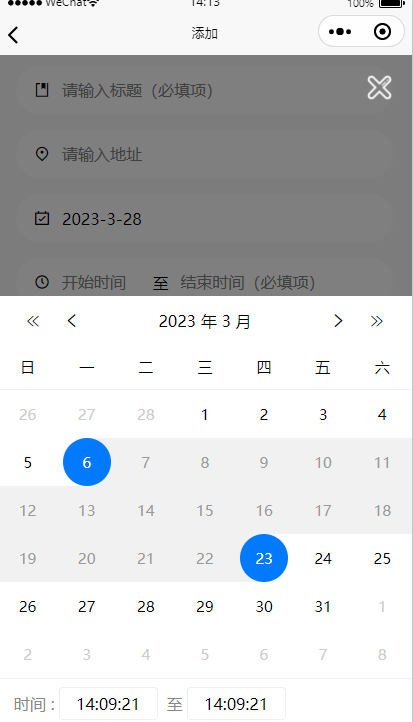 WeChat 14:13 100%
添加
请输入标题（必填项）
请输入地址
2023-3-28
开始时间 至 结束时间（必填项）
2023 年 3 月
日 一 二 三 四 五 六
26 27 28 1 2 3 4
5 6 7 8 9 10 11
12 13 14 15 16 17 18
19 20 21 22 23 24 25
26 27 28 29 30 31 1
2 3 4 5 6 7 8
时间 : 14:09:21 至 14:09:21